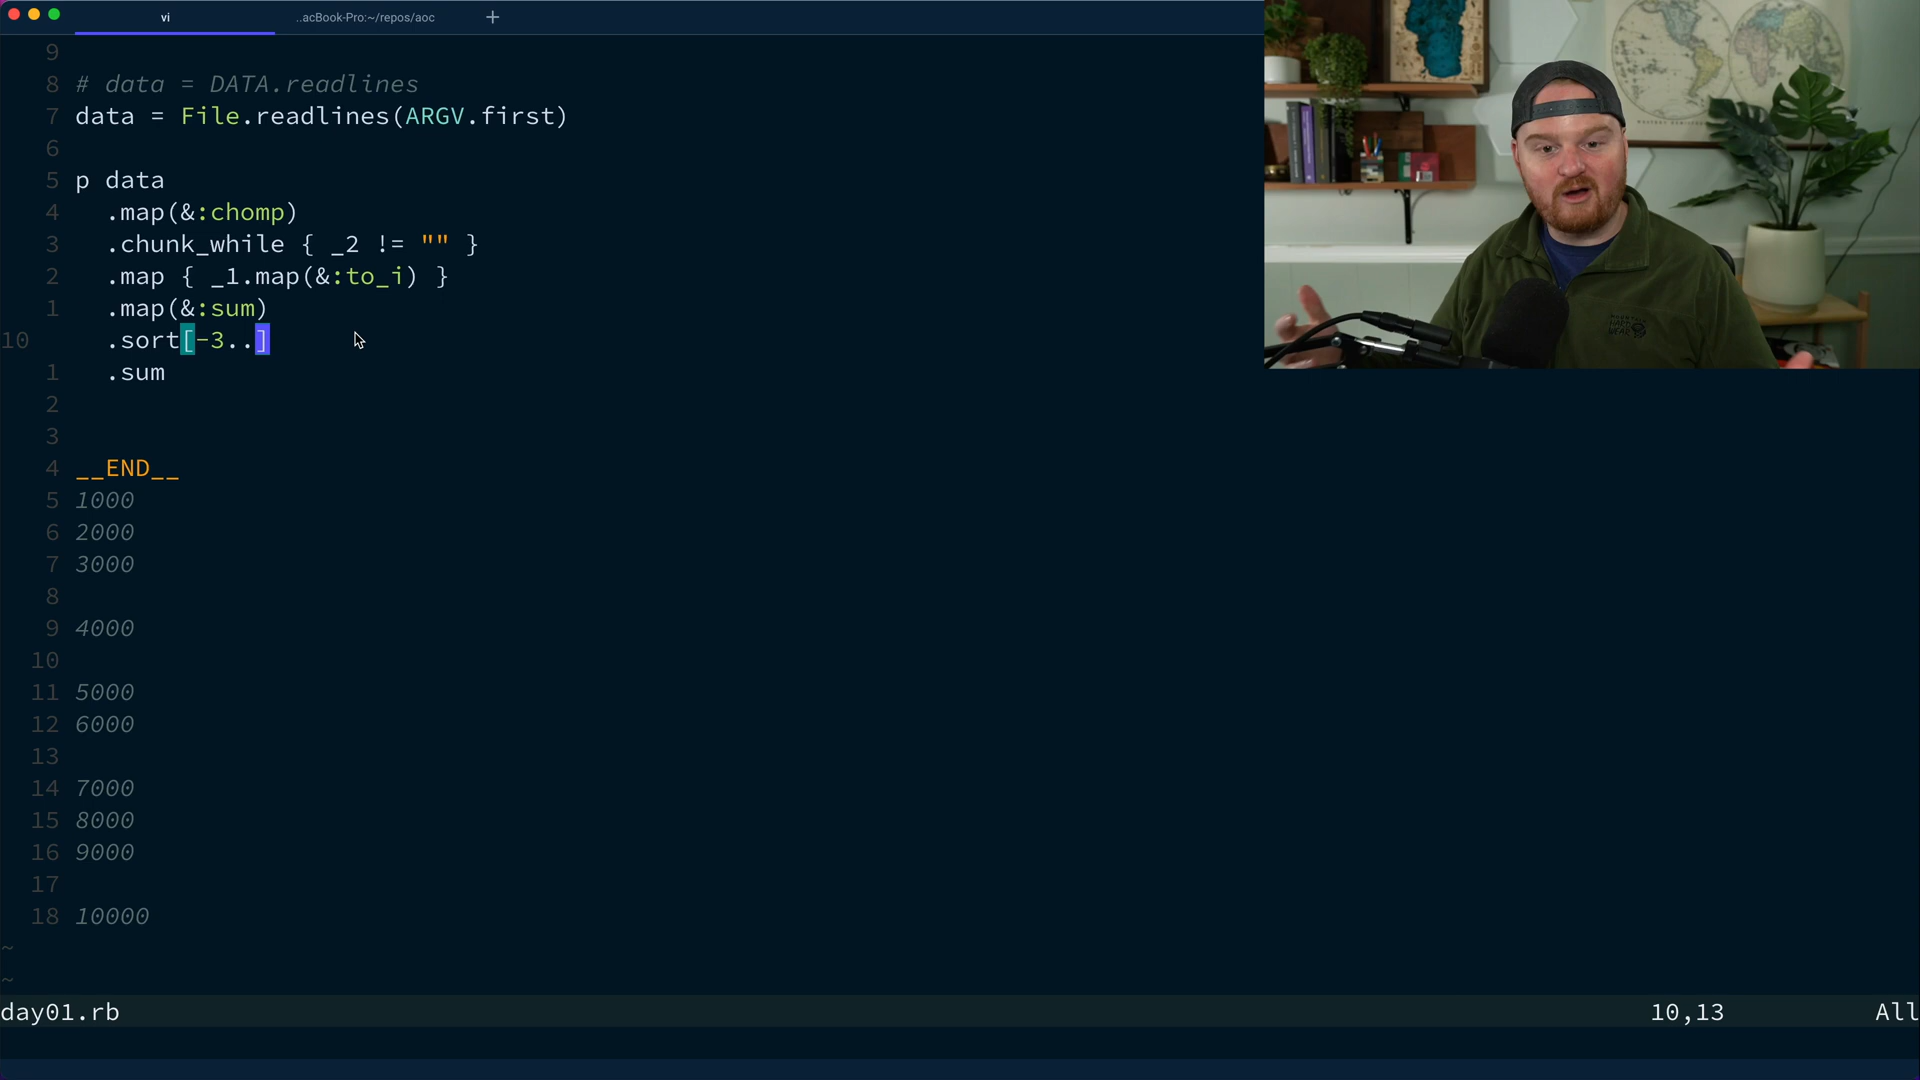 vi
..acBook-Pro:~/repos/aoc
+
9
8 # data = DATA.readlines
7 data = File.readlines(ARGV.first)
6
5 p data
4 .map(&:chomp)
3 .chunk_while { _2 != "" }
2 .map { _1.map(&:to_i) }
1 .map(&:sum)
10 .sort[-3..]
1 .sum
2
3
4 __END__
5 1000
6 2000
7 3000
8
9 4000
10
11 5000
12 6000
13
14 7000
15 8000
16 9000
17
18 10000
~
~
day01.rb 10,13 All